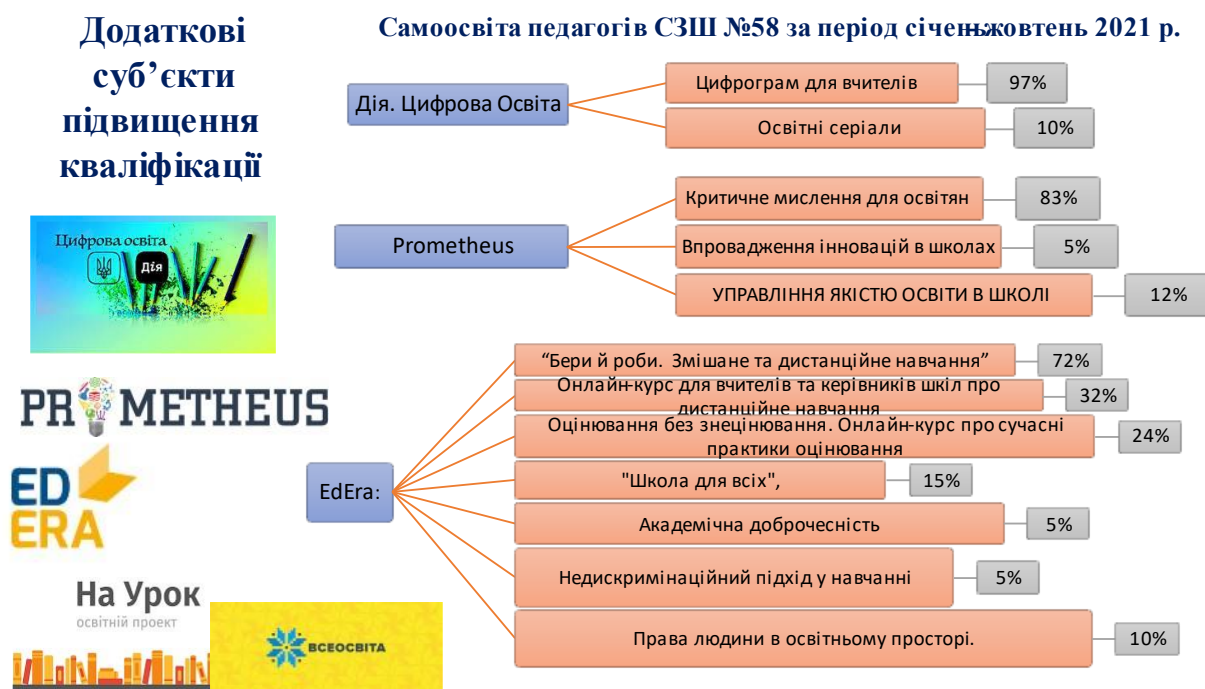 Додаткові
суб’єкти
підвищення
кваліфікації
Самоосвіта педагогів СЗШ №58 за період січень-жовтень 2021 р.
Дія. Цифрова Освіта
Цифрограм для вчителів
97%
Освітні серіали
10%
Prometheus
Критичне мислення для освітян
83%
Впровадження інновацій в школах
5%
УПРАВЛІННЯ ЯКІСТЮ ОСВІТИ В ШКОЛІ
12%
EdEra:
“Бери й роби. Змішане та дистанційне навчання”
72%
Онлайн-курс для вчителів та керівників шкіл про
дистанційне навчання
32%
Оцінювання без знецінювання. Онлайн-курс про сучасні
практики оцінювання
24%
"Школа для всіх",
15%
Академічна доброчесність
5%
Недискримінаційний підхід у навчанні
5%
Права людини в освітньому просторі.
10%
Цифрова освіта
Дія
PROMETHEUS
ED
ERA
На Урок
освітній проект
ВСЕОСВІТА